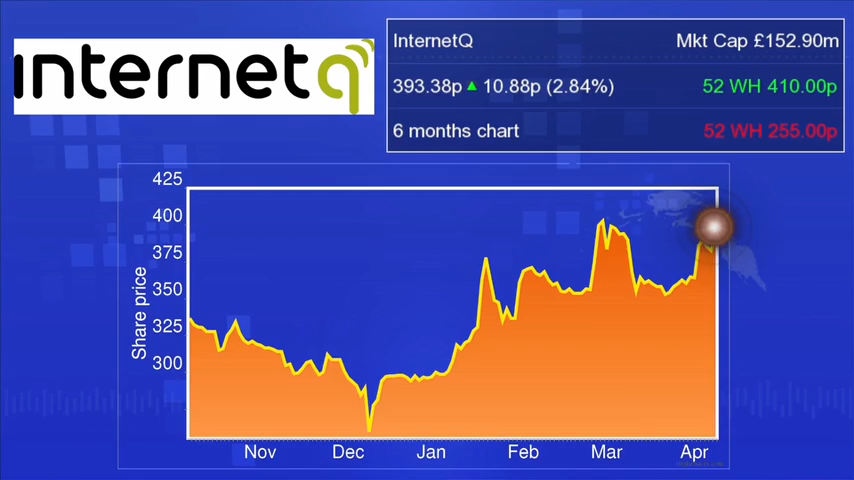 internetq
InternetQ Mkt Cap £152.90m
393.38p ▲ 10.88p (2.84%) 52 WH 410.00p
6 months chart 52 WH 255.00p
425
400
375
350
325
300
Share price
Nov Dec Jan Feb Mar Apr